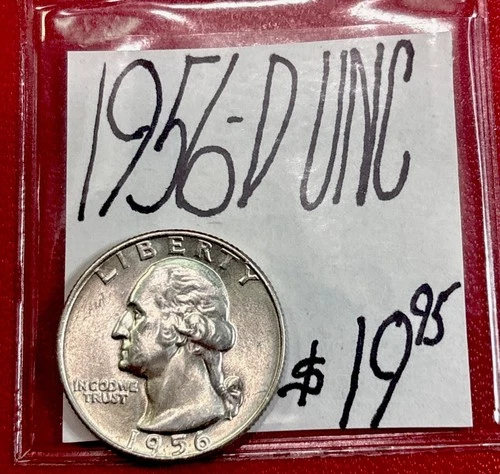 1956-D UNC
$19.95
LIBERTY
IN GOD WE
TRUST
1956